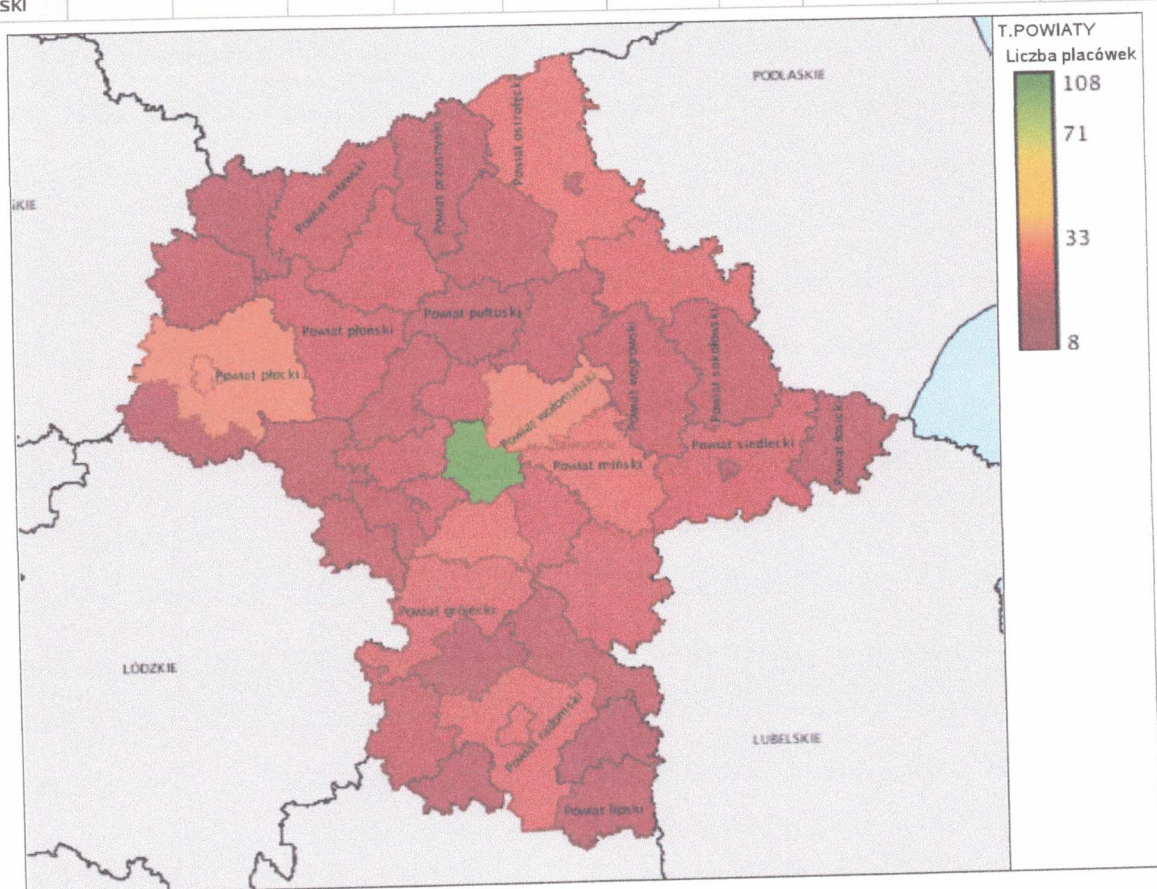 SKI
T.POWIATY
Liczba placówek
108
71
33
8
PODLASKIE
Powiat ostrołęcki
Powiat przasnyski
Powiat mławski
Powiat płoński
Powiat pułtuski
Powiat płocki
Powiat wołomiński
Powiat węgrowski
Powiat sokołowski
Powiat siedlecki
Powiat łosicki
Powiat miński
Powiat grójecki
ŁÓDZKIE
Powiat radomski
Powiat lipski
LUBELSKIE